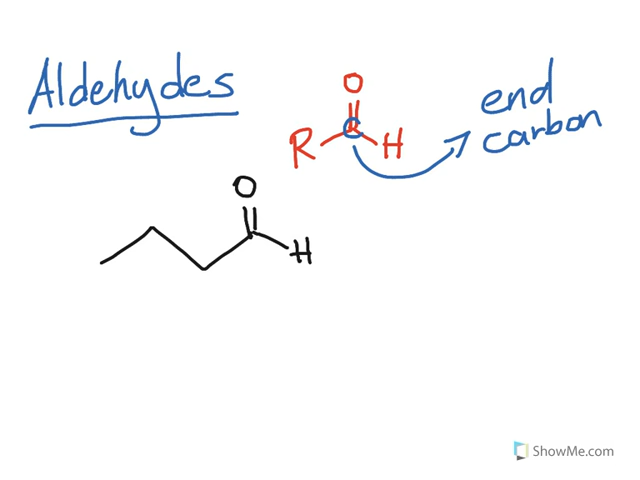 Aldehydes
O
R C H
end
carbon
O
H
ShowMe.com